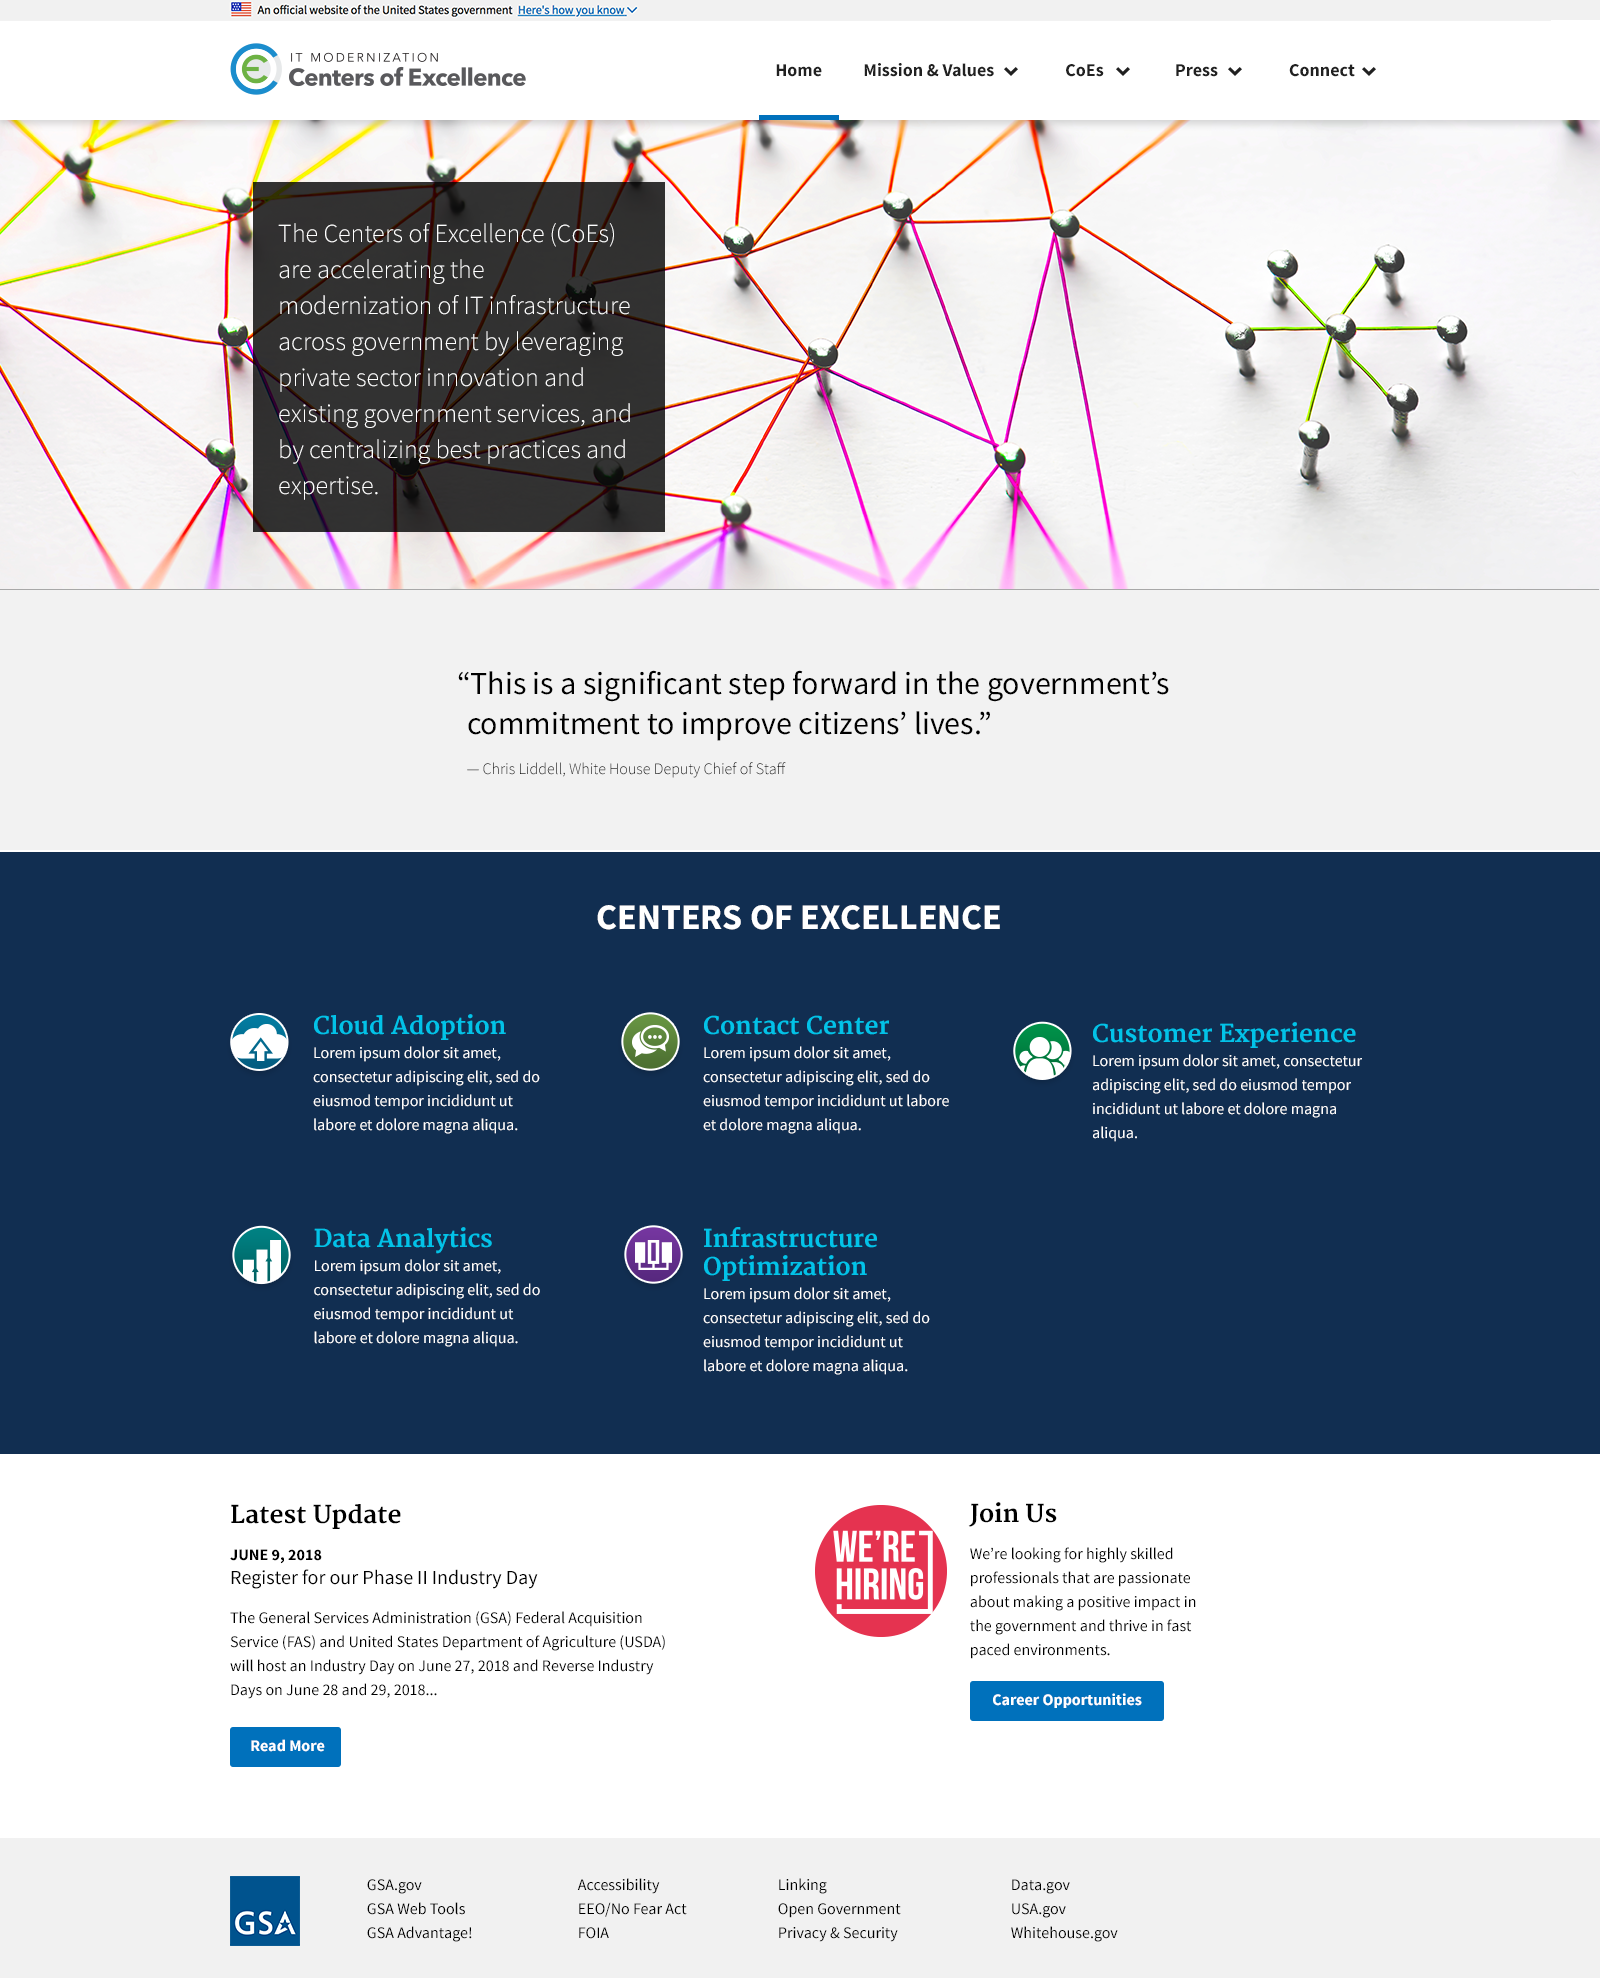 An official website of the United States government Here's how you know
IT MODERNIZATION
Centers of Excellence
Home Mission & Values CoEs Press Connect
The Centers of Excellence (CoEs)
are accelerating the
modernization of IT infrastructure
across government by leveraging
private sector innovation and
existing government services, and
by centralizing best practices and
expertise.
“This is a significant step forward in the government’s
commitment to improve citizens’ lives.”
— Chris Liddell, White House Deputy Chief of Staff
CENTERS OF EXCELLENCE
Cloud Adoption
Lorem ipsum dolor sit amet,
consectetur adipiscing elit, sed do
eiusmod tempor incididunt ut
labore et dolore magna aliqua.
Contact Center
Lorem ipsum dolor sit amet,
consectetur adipiscing elit, sed do
eiusmod tempor incididunt ut labore
et dolore magna aliqua.
Customer Experience
Lorem ipsum dolor sit amet, consectetur
adipiscing elit, sed do eiusmod tempor
incididunt ut labore et dolore magna
aliqua.
Data Analytics
Lorem ipsum dolor sit amet,
consectetur adipiscing elit, sed do
eiusmod tempor incididunt ut
labore et dolore magna aliqua.
Infrastructure
Optimization
Lorem ipsum dolor sit amet,
consectetur adipiscing elit, sed do
eiusmod tempor incididunt ut
labore et dolore magna aliqua.
Latest Update
JUNE 9, 2018
Register for our Phase II Industry Day
The General Services Administration (GSA) Federal Acquisition
Service (FAS) and United States Department of Agriculture (USDA)
will host an Industry Day on June 27, 2018 and Reverse Industry
Days on June 28 and 29, 2018...
Read More
WE’RE
HIRING
Join Us
We’re looking for highly skilled
professionals that are passionate
about making a positive impact in
the government and thrive in fast
paced environments.
Career Opportunities
GSA
GSA.gov
GSA Web Tools
GSA Advantage!
Accessibility
EEO/No Fear Act
FOIA
Linking
Open Government
Privacy & Security
Data.gov
USA.gov
Whitehouse.gov